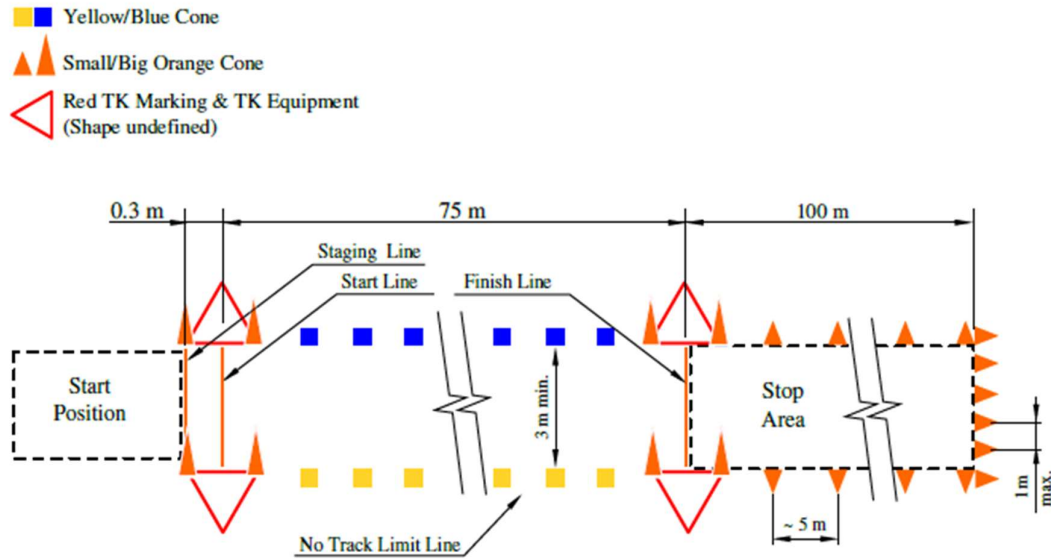 Yellow/Blue Cone
Small/Big Orange Cone
Red TK Marking & TK Equipment
(Shape undefined)
0.3 m
75 m
100 m
Staging Line
Start Line
Finish Line
Start
Position
3 m min.
Stop
Area
1m
max.
~ 5 m
No Track Limit Line